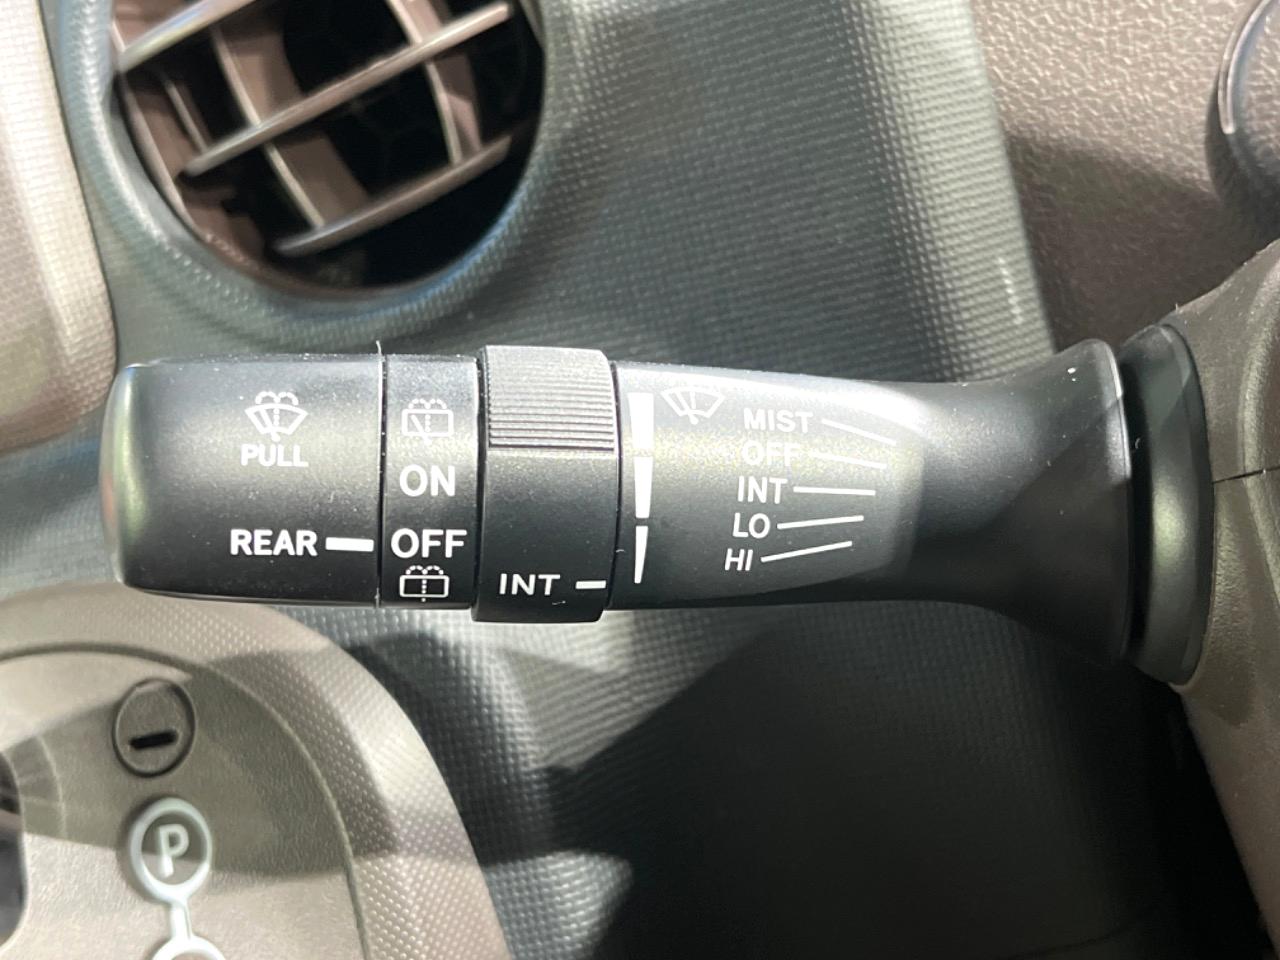 PULL
REAR
ON
OFF
INT
MIST
OFF
INT
LO
HI
P